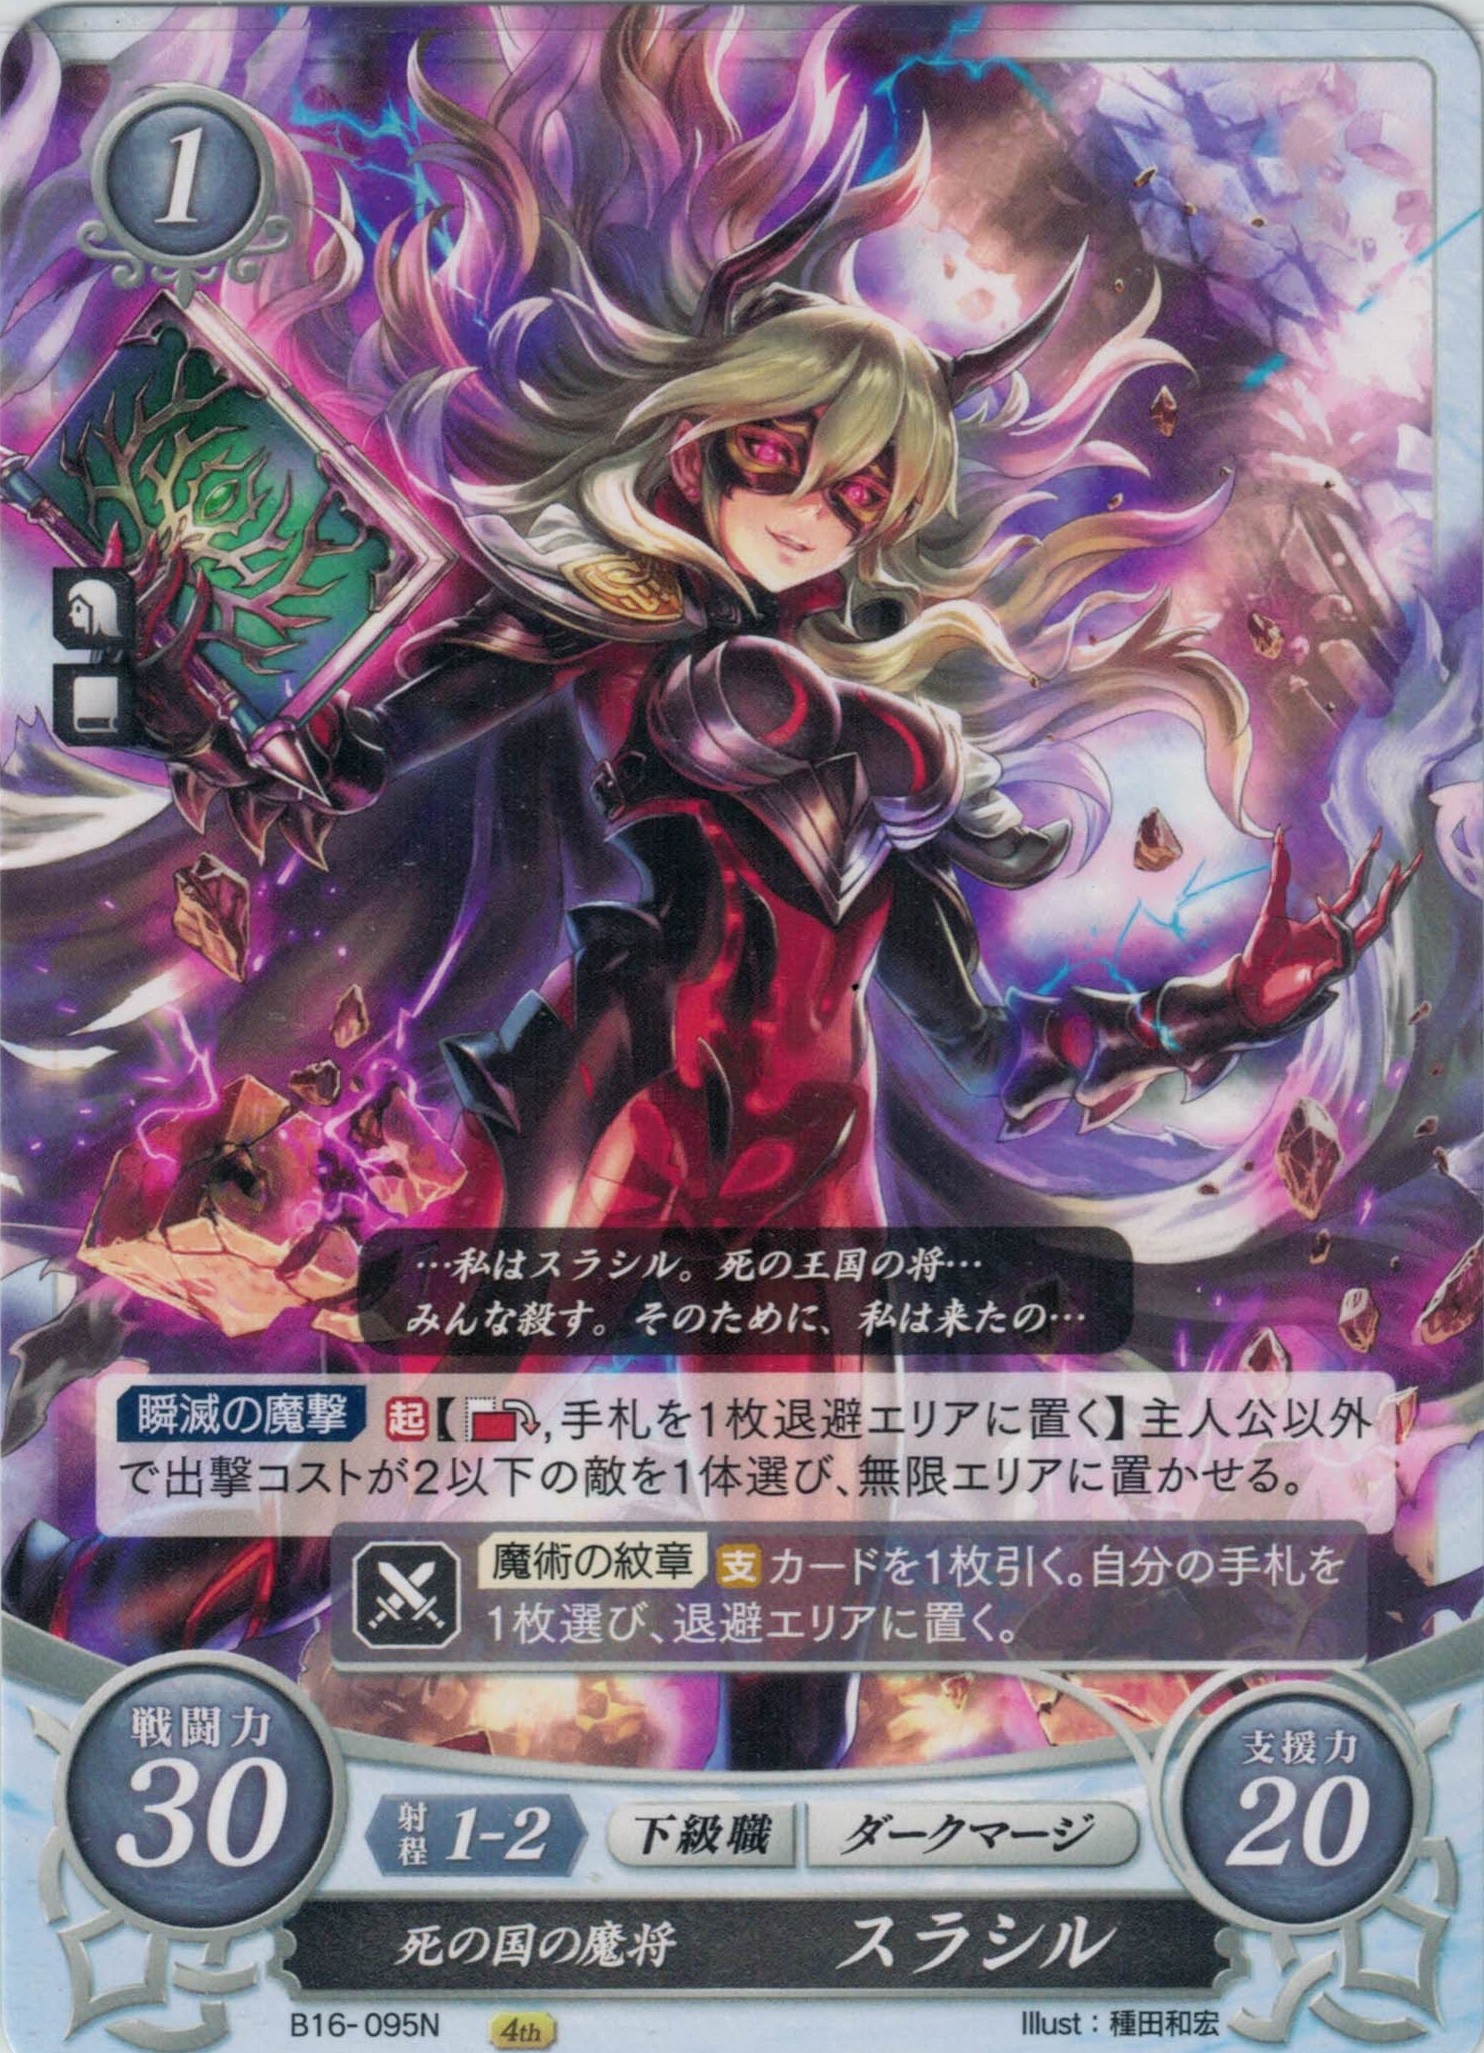 1
…私はスラシル。死の王国の将…
みんな殺す。そのために、私は来たの…
瞬滅の魔撃 起【,手札を1枚退避エリアに置く】主人公以外
で出撃コストが2以下の敵を1体選び、無限エリアに置かせる。
魔術の紋章 支 カードを1枚引く。自分の手札を
1枚選び、退避エリアに置く。
戦闘力
30
射程 1-2 下級職 ダークマージ
支援力
20
死の国の魔将 スラシル
B16-095N 4th Illust：種田和宏